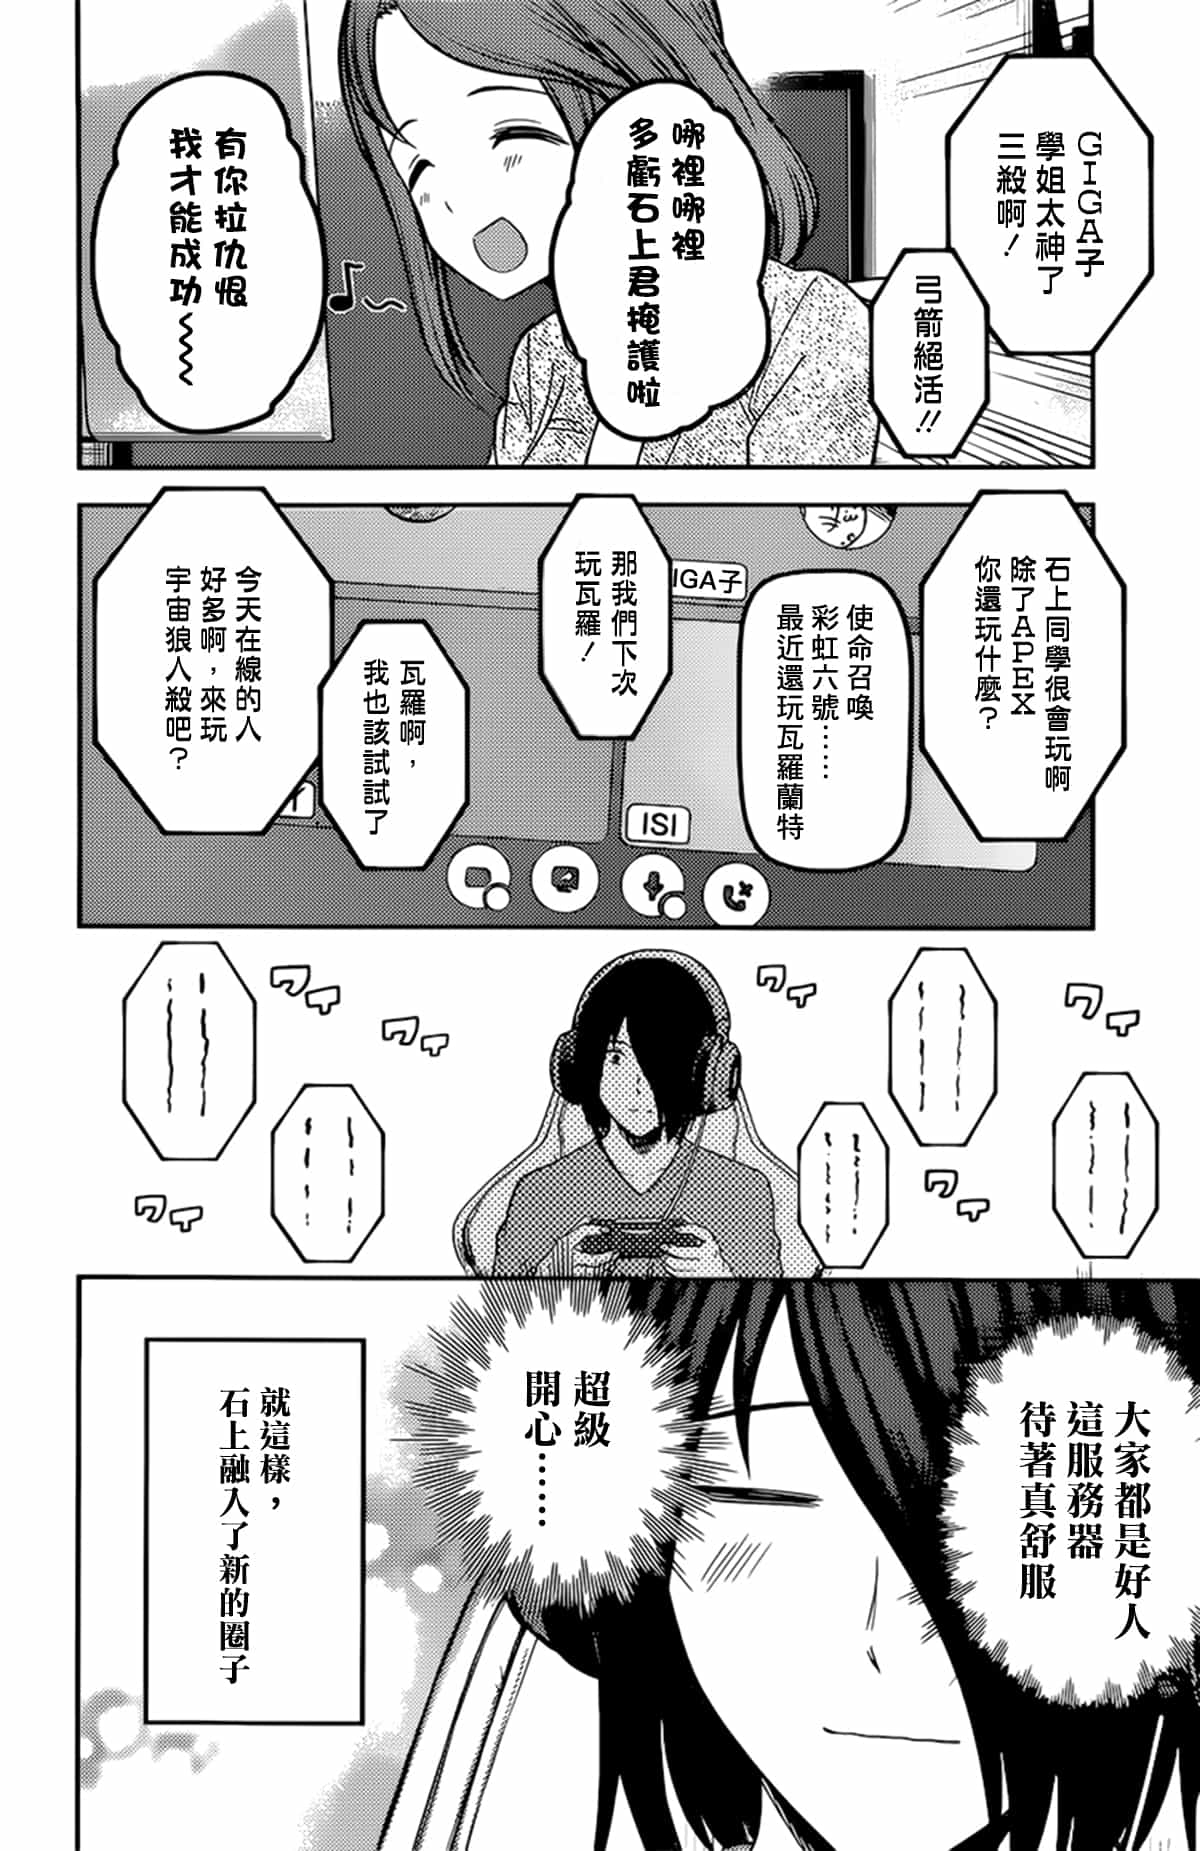 GIGA子
學姐太神了
三殺啊！
弓箭絕活!!
哪裡哪裡
多虧石上君掩護啦
有你拉仇恨
我才能成功
石上同學很會玩啊
除了APEX
你還玩什麼？
使命召喚
彩虹六號……
最近還玩瓦羅蘭特
IGA子
那我們下次
玩瓦羅！
瓦羅啊，
我也該試試了
今天在線的人
好多啊，來玩
宇宙狼人殺吧？
ISI
ワイ
ワイ
ワイ
ワイ
ワイ
ワイ
大家都是好人
這服務器
待著真舒服
超級
開心……
就這樣，
石上融入了新的圈子